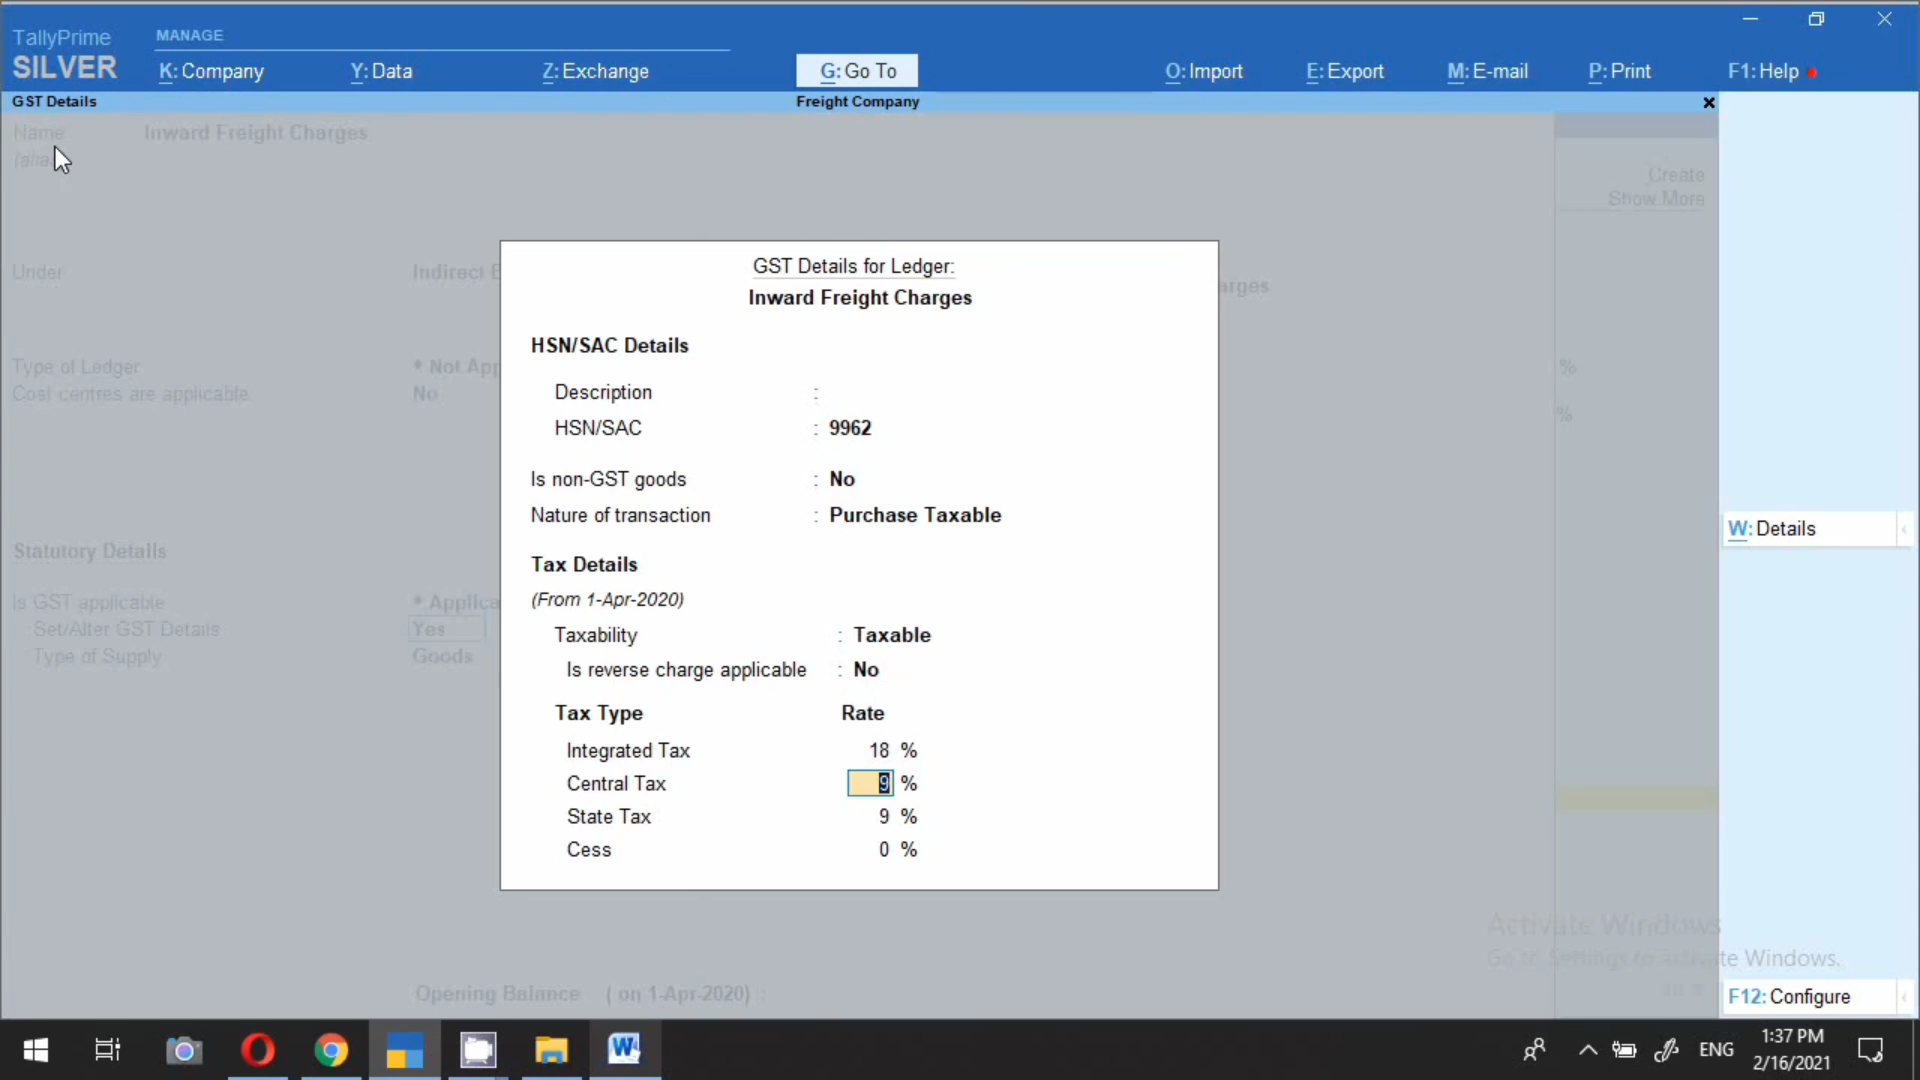 TallyPrime
SILVER
MANAGE
K: Company
Y: Data
Z: Exchange
G: Go To
O: Import
E: Export
M: E-mail
P: Print
F1: Help
GST Details
Freight Company
Name
Inward Freight Charges
Create
Show More
Under
Indirect E
arges
Type of Ledger
♦ Not App
%
Cost centres are applicable
No
%
Statutory Details
Is GST applicable
♦ Applica
Set/Alter GST Details
Yes
Type of Supply
Goods
GST Details for Ledger:
Inward Freight Charges
HSN/SAC Details
Description :
HSN/SAC : 9962
Is non-GST goods : No
Nature of transaction : Purchase Taxable
Tax Details
(From 1-Apr-2020)
Taxability : Taxable
Is reverse charge applicable : No
Tax Type Rate
Integrated Tax 18 %
Central Tax 9 %
State Tax 9 %
Cess 0 %
W: Details
Activate Windows
Go to Settings to activate Windows.
Opening Balance ( on 1-Apr-2020) :
F12: Configure
W
ENG
1:37 PM
2/16/2021